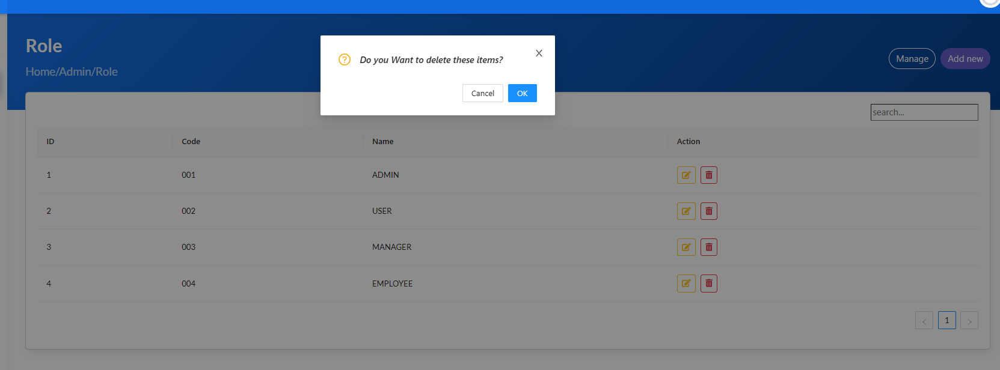 Role
Home/Admin/Role
Do you Want to delete these items?
Cancel OK
Manage Add new
search...
ID Code Name Action
1 001 ADMIN
2 002 USER
3 003 MANAGER
4 004 EMPLOYEE
1